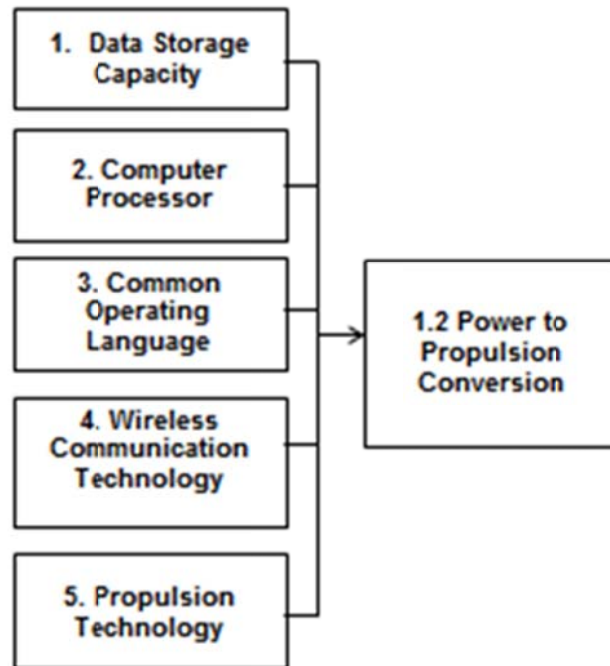 1. Data Storage
Capacity
2. Computer
Processor
3. Common
Operating
Language
4. Wireless
Communication
Technology
5. Propulsion
Technology
1.2 Power to
Propulsion
Conversion